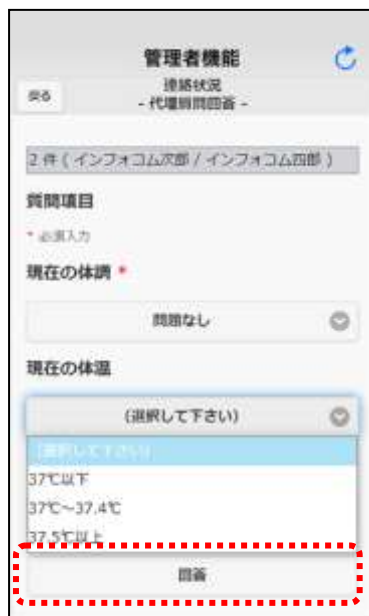 管理者機能
連絡状況
戻る
- 代理質問回答 -
2 件 ( インフォコム次郎 / インフォコム四郎 )
質問項目
* 必須入力
現在の体調 *
問題なし
現在の体温
(選択して下さい)
(選択して下さい)
37℃以下
37℃～37.4℃
37.5℃以上
回答